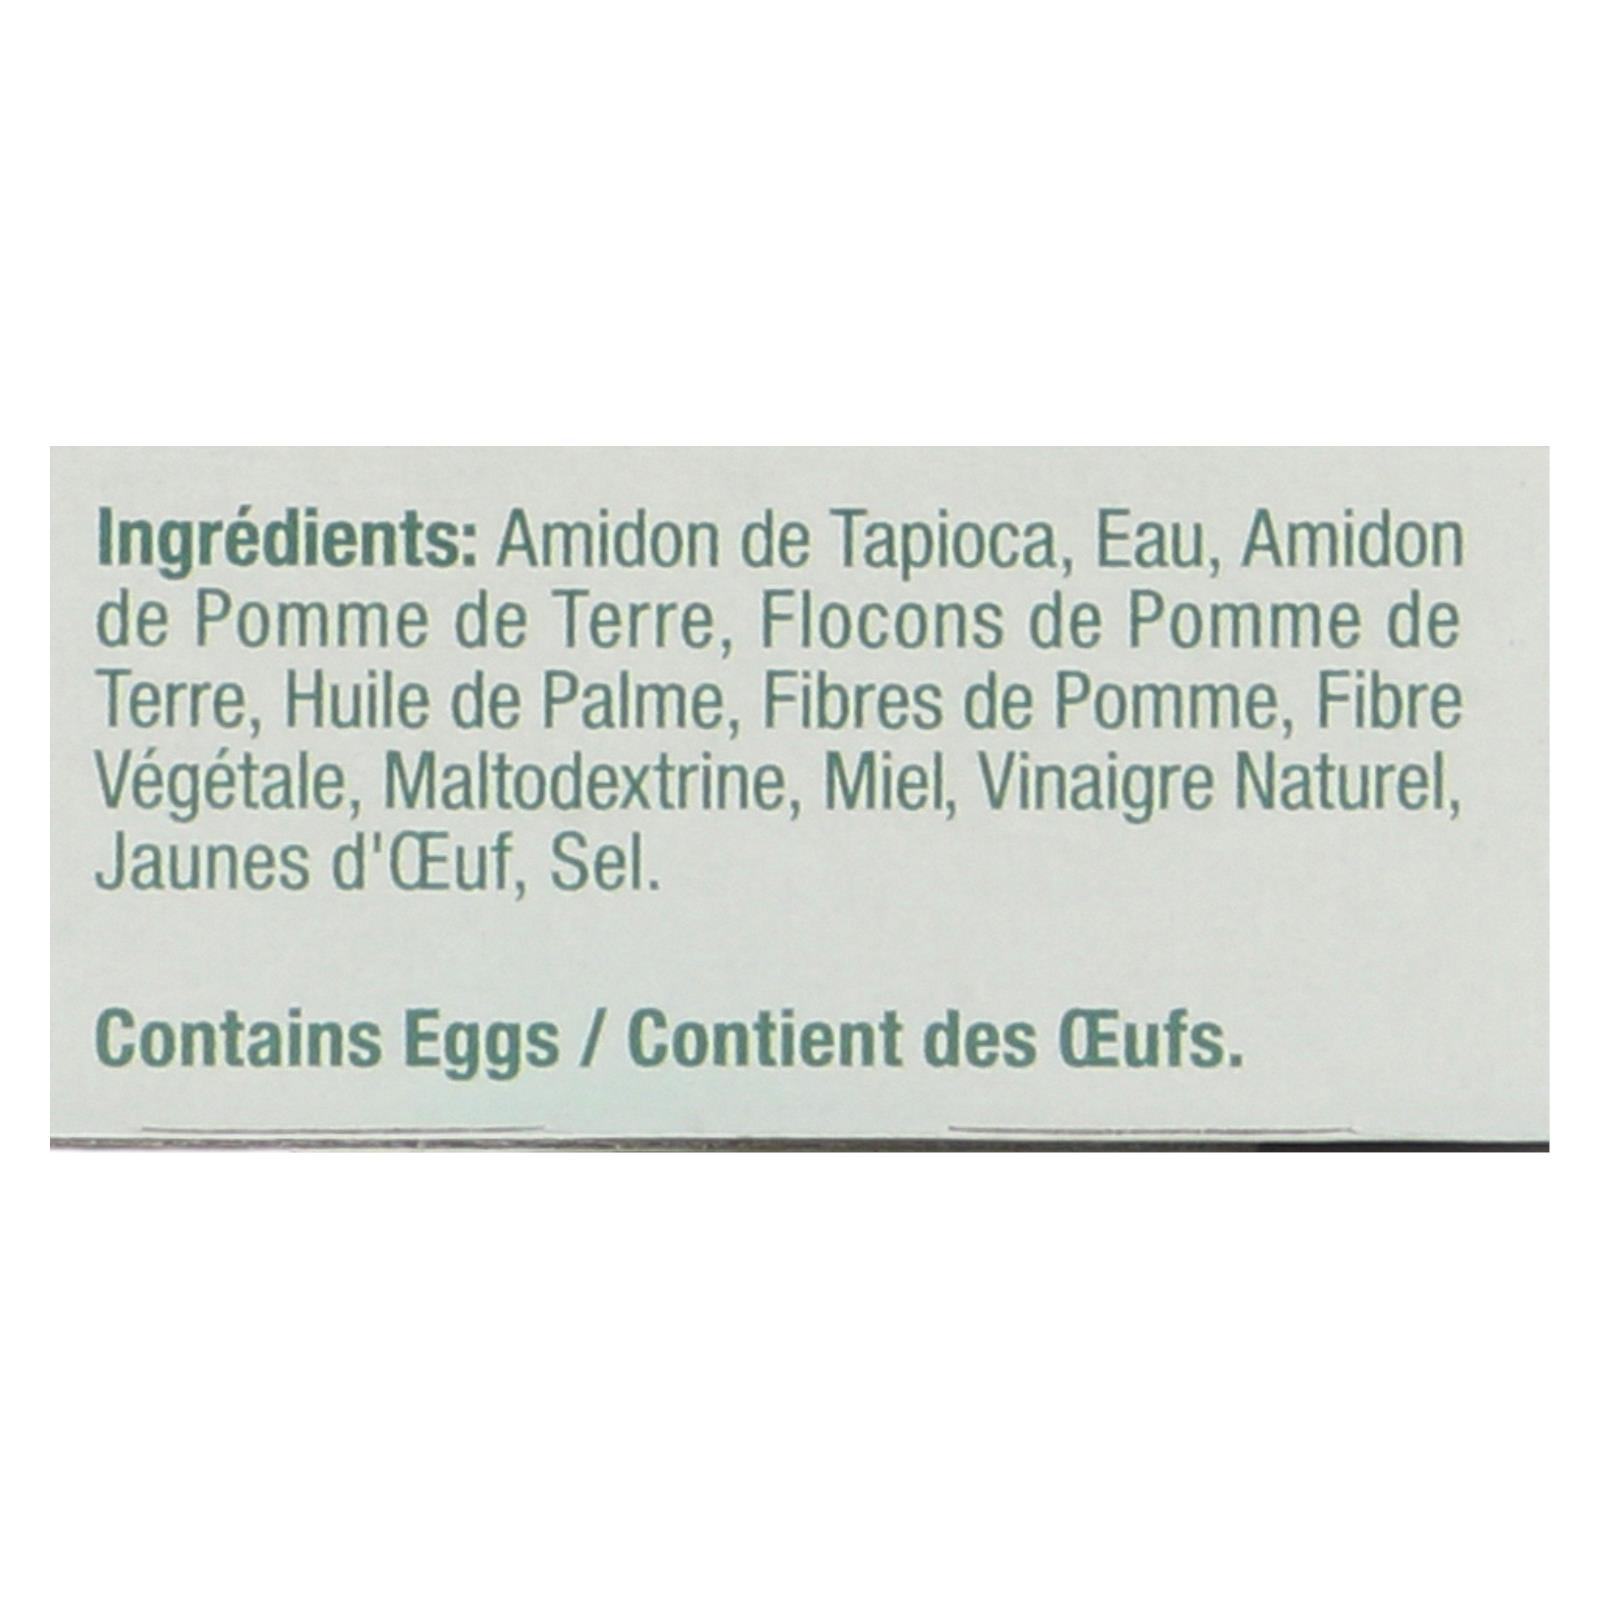 Ingrédients: Amidon de Tapioca, Eau, Amidon
de Pomme de Terre, Flocons de Pomme de
Terre, Huile de Palme, Fibres de Pomme, Fibre
Végétale, Maltodextrine, Miel, Vinaigre Naturel,
Jaunes d'Œuf, Sel.
Contains Eggs / Contient des Œufs.